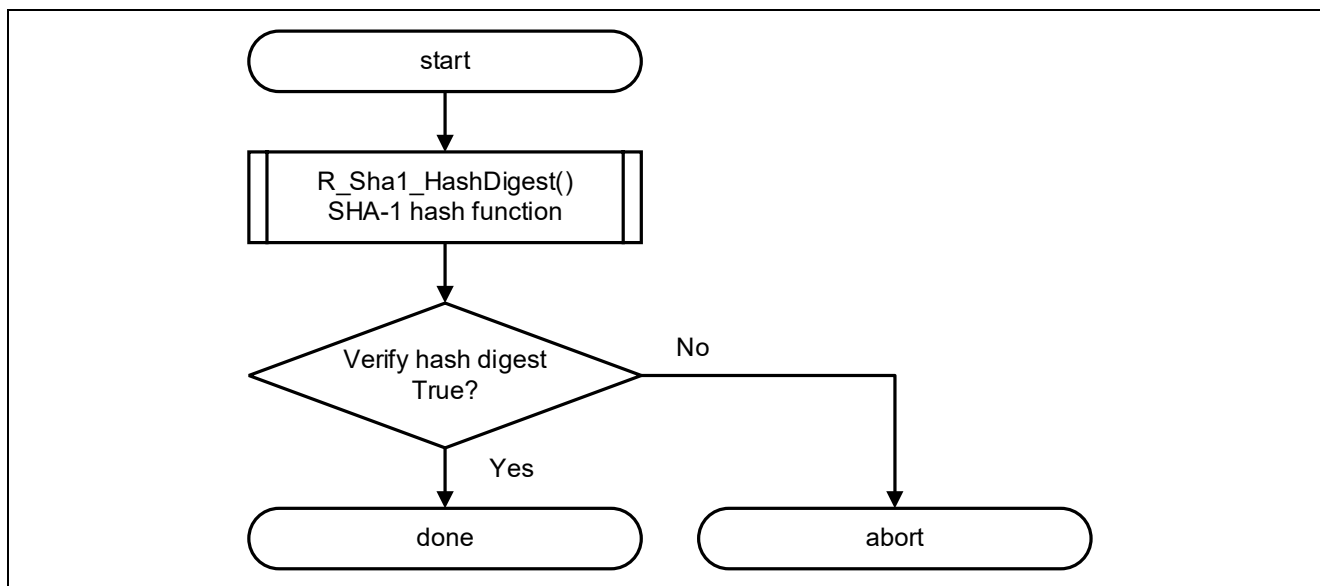 start
R_Sha1_HashDigest()
SHA-1 hash function
Verify hash digest
True?
No
Yes
done
abort